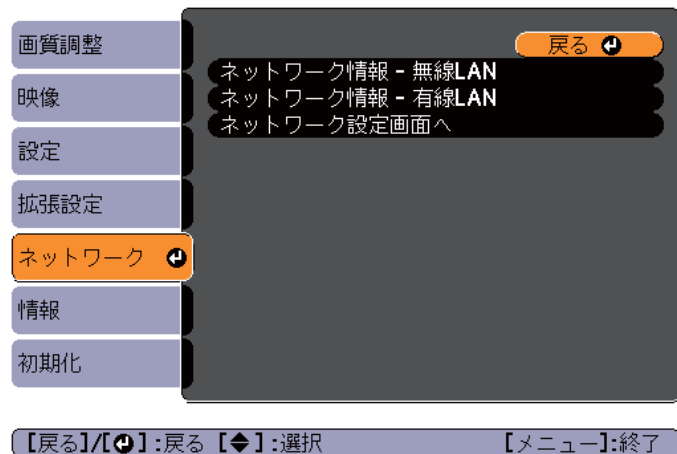 画質調整
映像
設定
拡張設定
ネットワーク
情報
初期化
戻る
ネットワーク情報 - 無線LAN
ネットワーク情報 - 有線LAN
ネットワーク設定画面へ
【戻る】/【⏎】:戻る 【◆】:選択 【メニュー】:終了